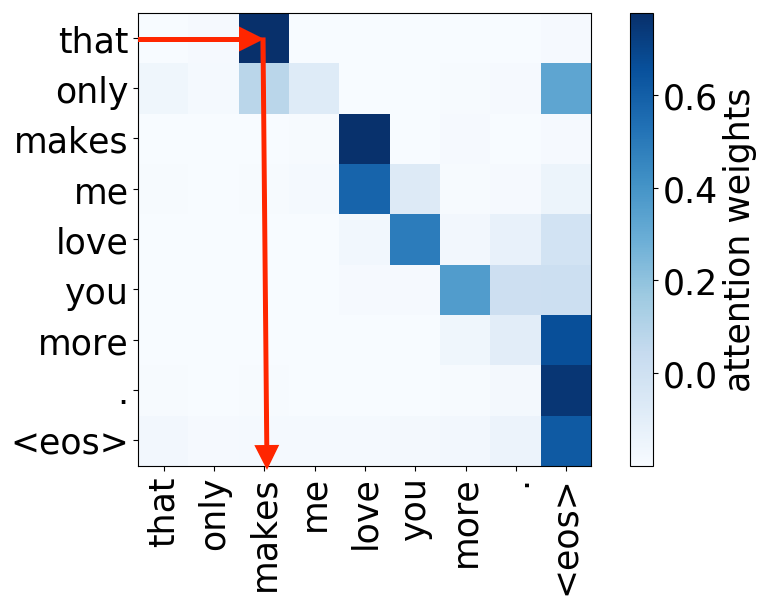 that
only
makes
me
love
you
more
.
<eos>
that
only
makes
me
love
you
more
.
<eos>
0.6
0.4
0.2
0.0
attention weights